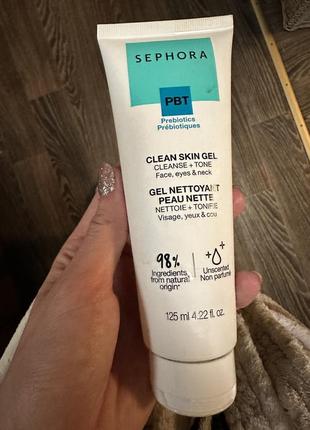 SEPHORA
PBT
Prebiotics
Prébiotiques
CLEAN SKIN GEL
CLEANSE + TONE
Face, eyes & neck
GEL NETTOYANT
PEAU NETTE
NETTOIE + TONIFIE
Visage, yeux & cou
98%
Ingredients
from natural
origin*
Unscented
Non parfumé
125 ml 4.22 fl. oz.